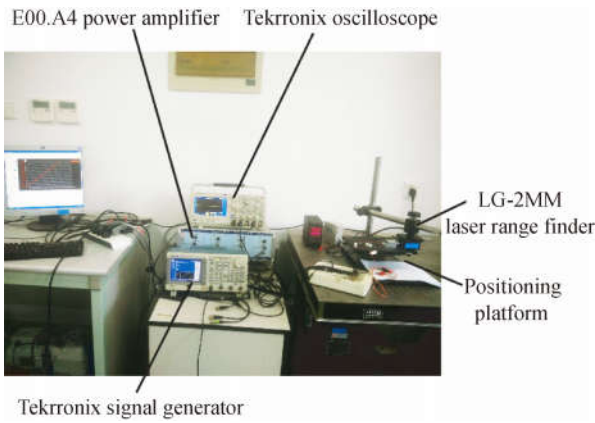 E00.A4 power amplifier
Tekrronix oscilloscope
LG-2MM
laser range finder
Positioning
platform
Tekrronix signal generator